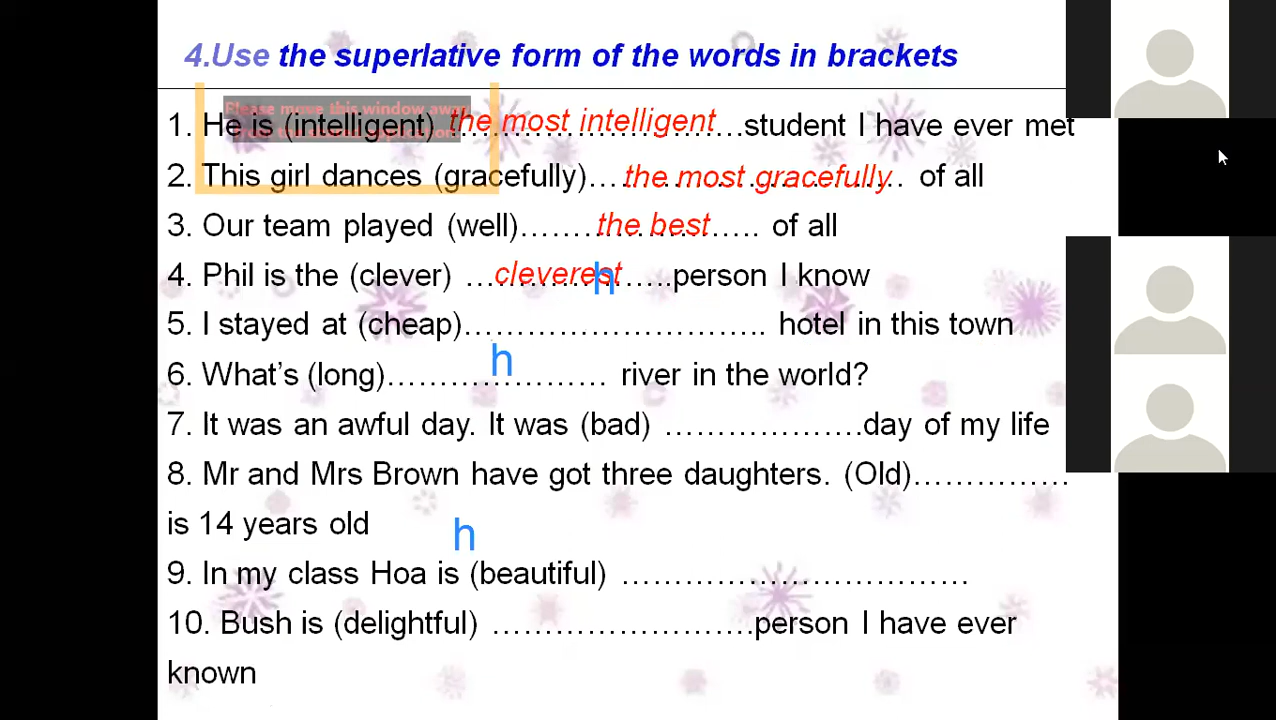 4.Use the superlative form of the words in brackets
Please move this window away
1. He is (intelligent) the most intelligent…student I have ever met
2. This girl dances (gracefully)…the most gracefully… of all
3. Our team played (well)…….the best….. of all
4. Phil is the (clever) …cleverest…..person I know
h
5. I stayed at (cheap)……………………….. hotel in this town
h
6. What’s (long)………………… river in the world?
7. It was an awful day. It was (bad) ……………….day of my life
8. Mr and Mrs Brown have got three daughters. (Old)……………
is 14 years old
h
9. In my class Hoa is (beautiful) ……………………………
10. Bush is (delightful) …………………….person I have ever
known